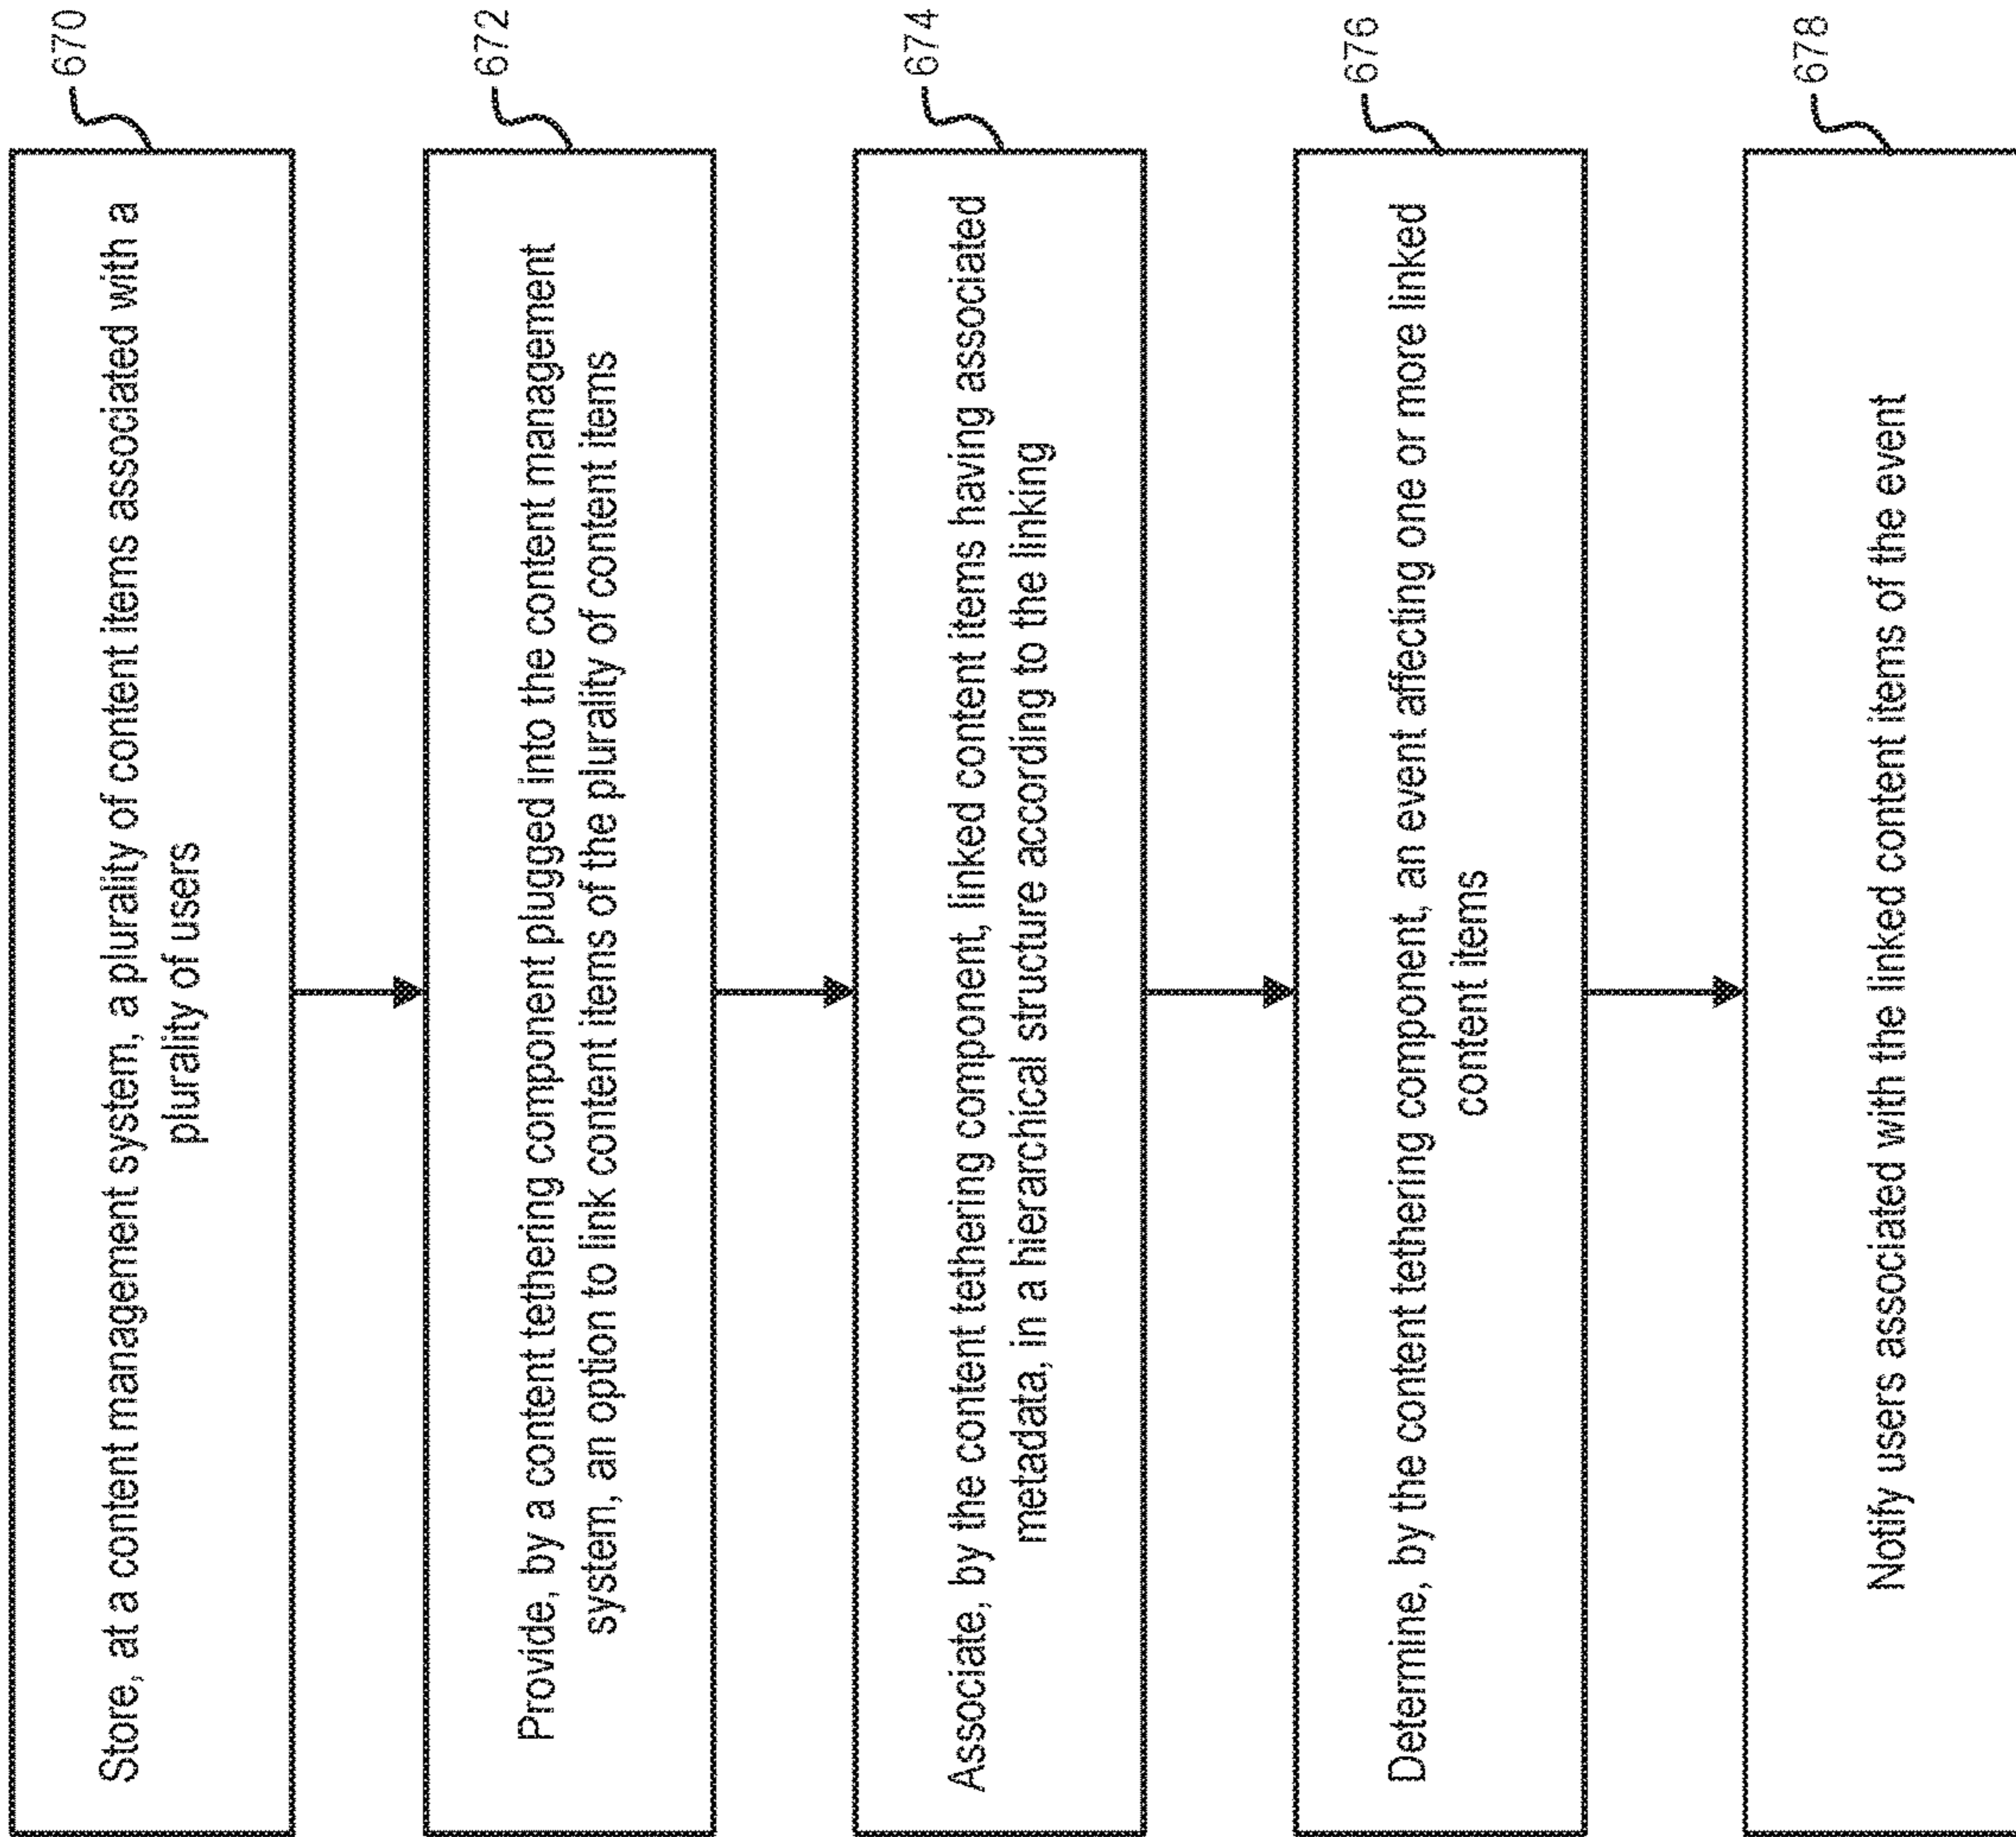 670
Store, at a content management system, a plurality of content items associated with a
plurality of users
672
Provide, by a content tethering component plugged into the content management
system, an option to link content items of the plurality of content items
674
Associate, by the content tethering component, linked content items having associated
metadata, in a hierarchical structure according to the linking
676
Determine, by the content tethering component, an event affecting one or more linked
content items
678
Notify users associated with the linked content items of the event